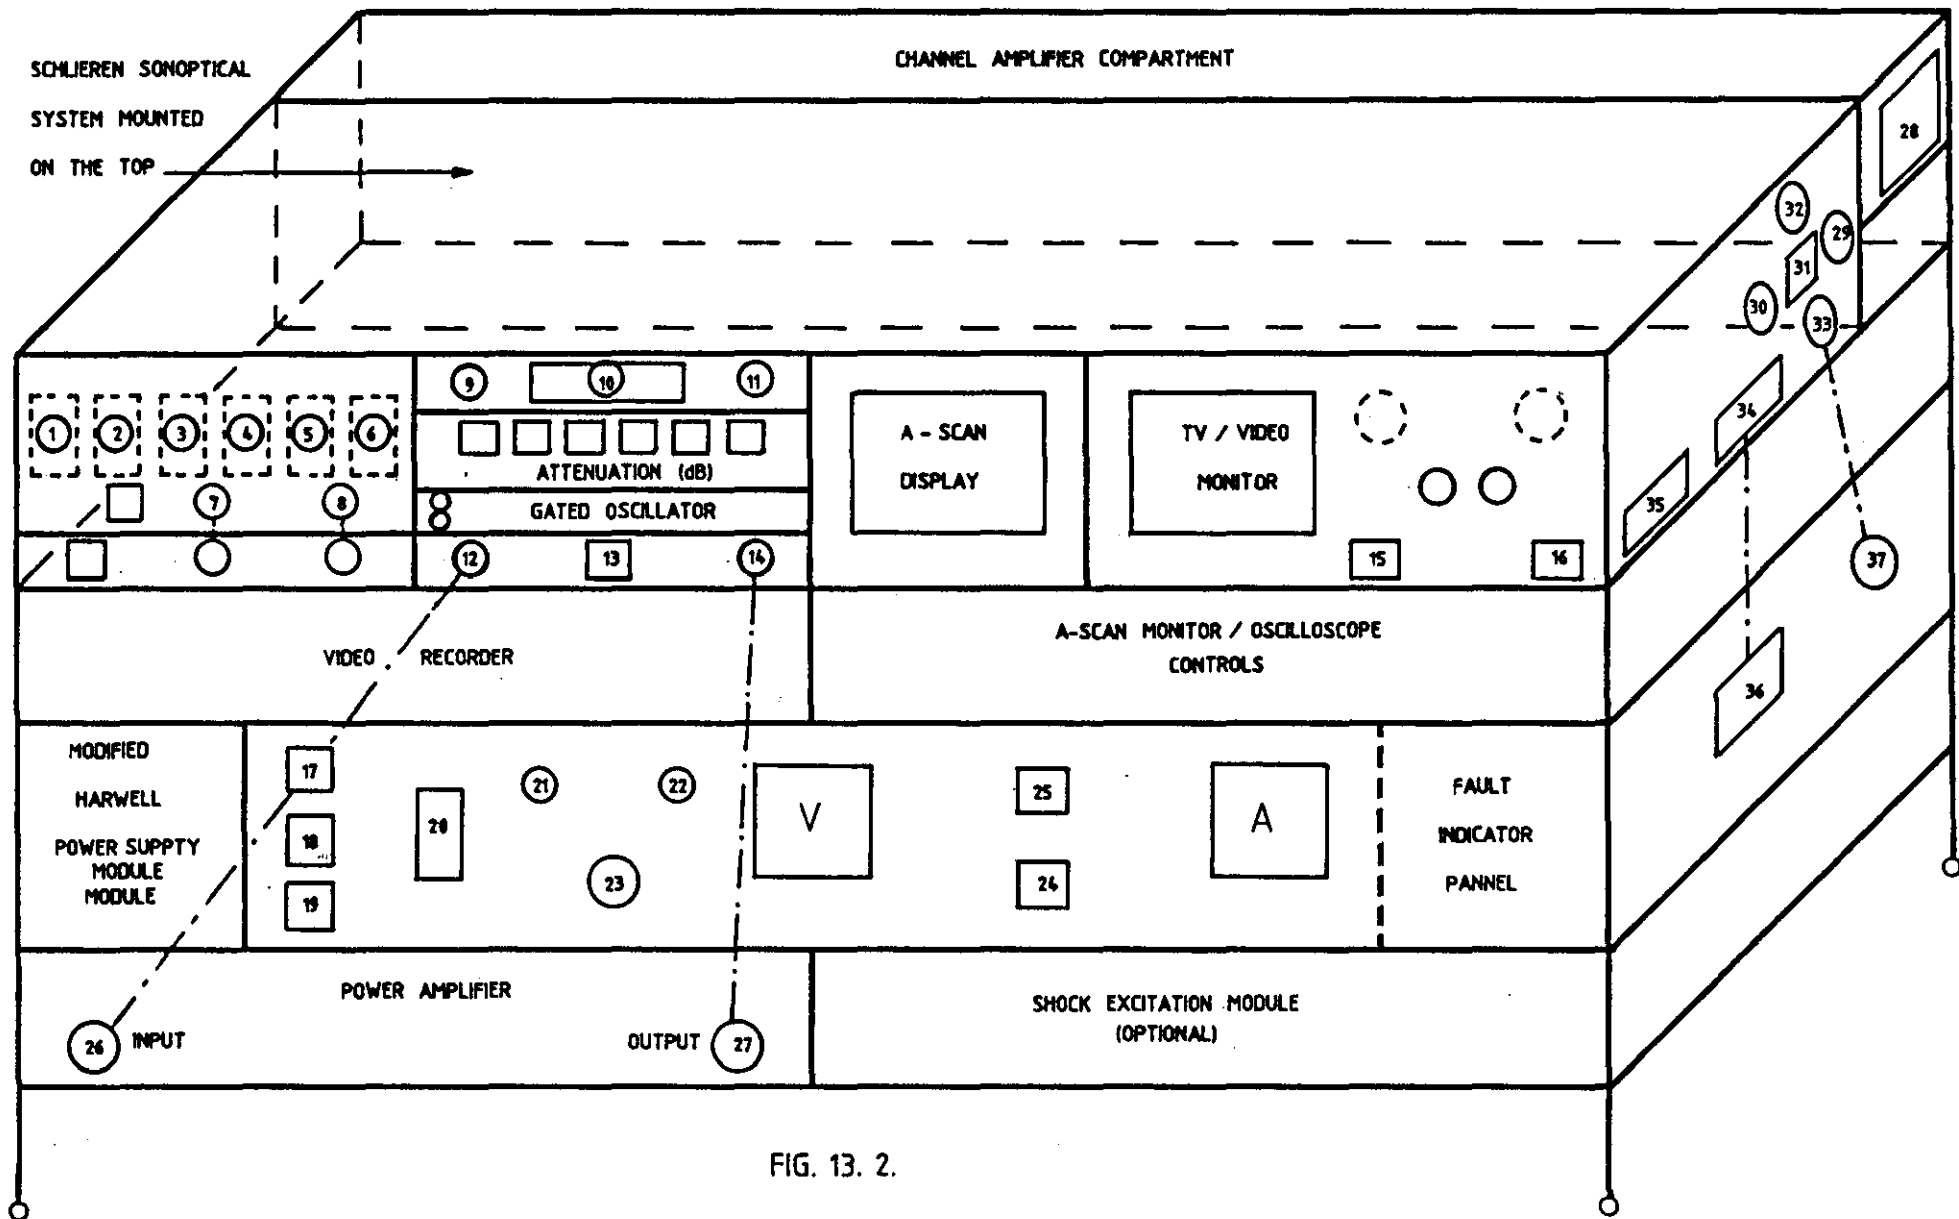 CHANNEL AMPLIFIER COMPARTMENT
SCHLIEREN SONOPTICAL
SYSTEM MOUNTED
ON THE TOP
28
32
29
31
30
33
9
10
11
1
2
3
4
5
6
ATTENUATION (dB)
7
8
GATED OSCILLATOR
12
13
14
A - SCAN
DISPLAY
TV / VIDEO
MONITOR
15
16
34
35
37
VIDEO RECORDER
A-SCAN MONITOR / OSCILLOSCOPE
CONTROLS
36
MODIFIED
HARWELL
POWER SUPPTY
MODULE
MODULE
17
18
19
20
21
22
23
V
25
24
A
FAULT
INDICATOR
PANNEL
POWER AMPLIFIER
26 INPUT
OUTPUT 27
SHOCK EXCITATION MODULE
(OPTIONAL)
FIG. 13. 2.